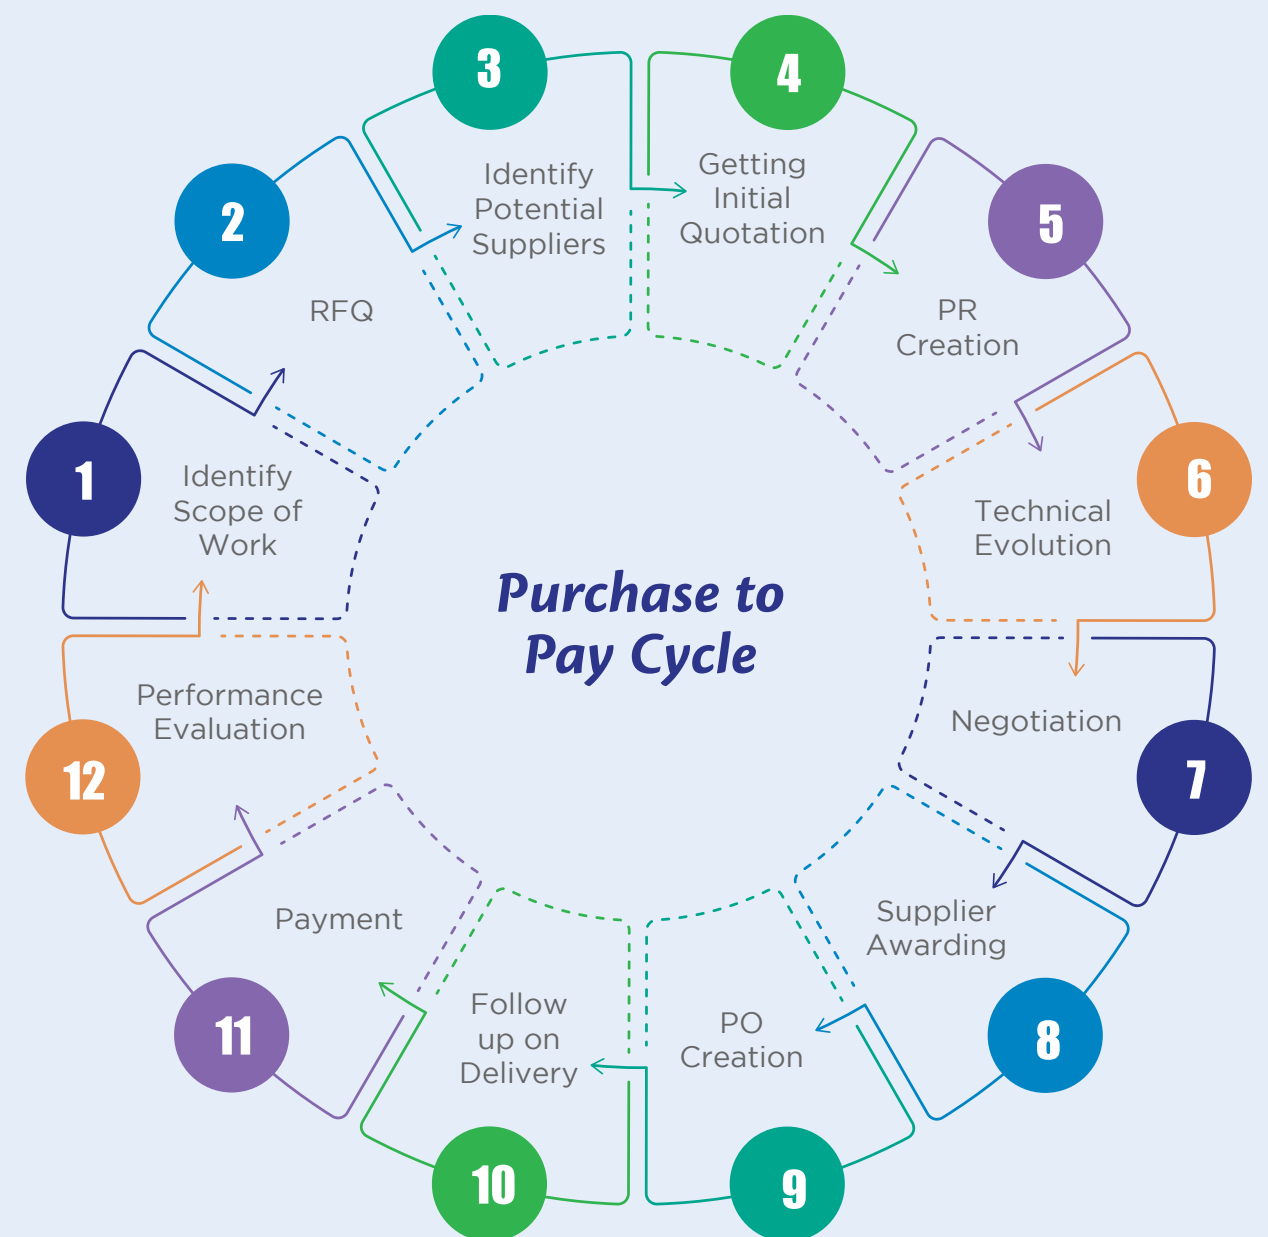 Purchase to
Pay Cycle
1
Identify
Scope of
Work
2
RFQ
3
Identify
Potential
Suppliers
4
Getting
Initial
Quotation
5
PR
Creation
6
Technical
Evolution
7
Negotiation
8
Supplier
Awarding
9
PO
Creation
10
Follow
up on
Delivery
11
Payment
12
Performance
Evaluation